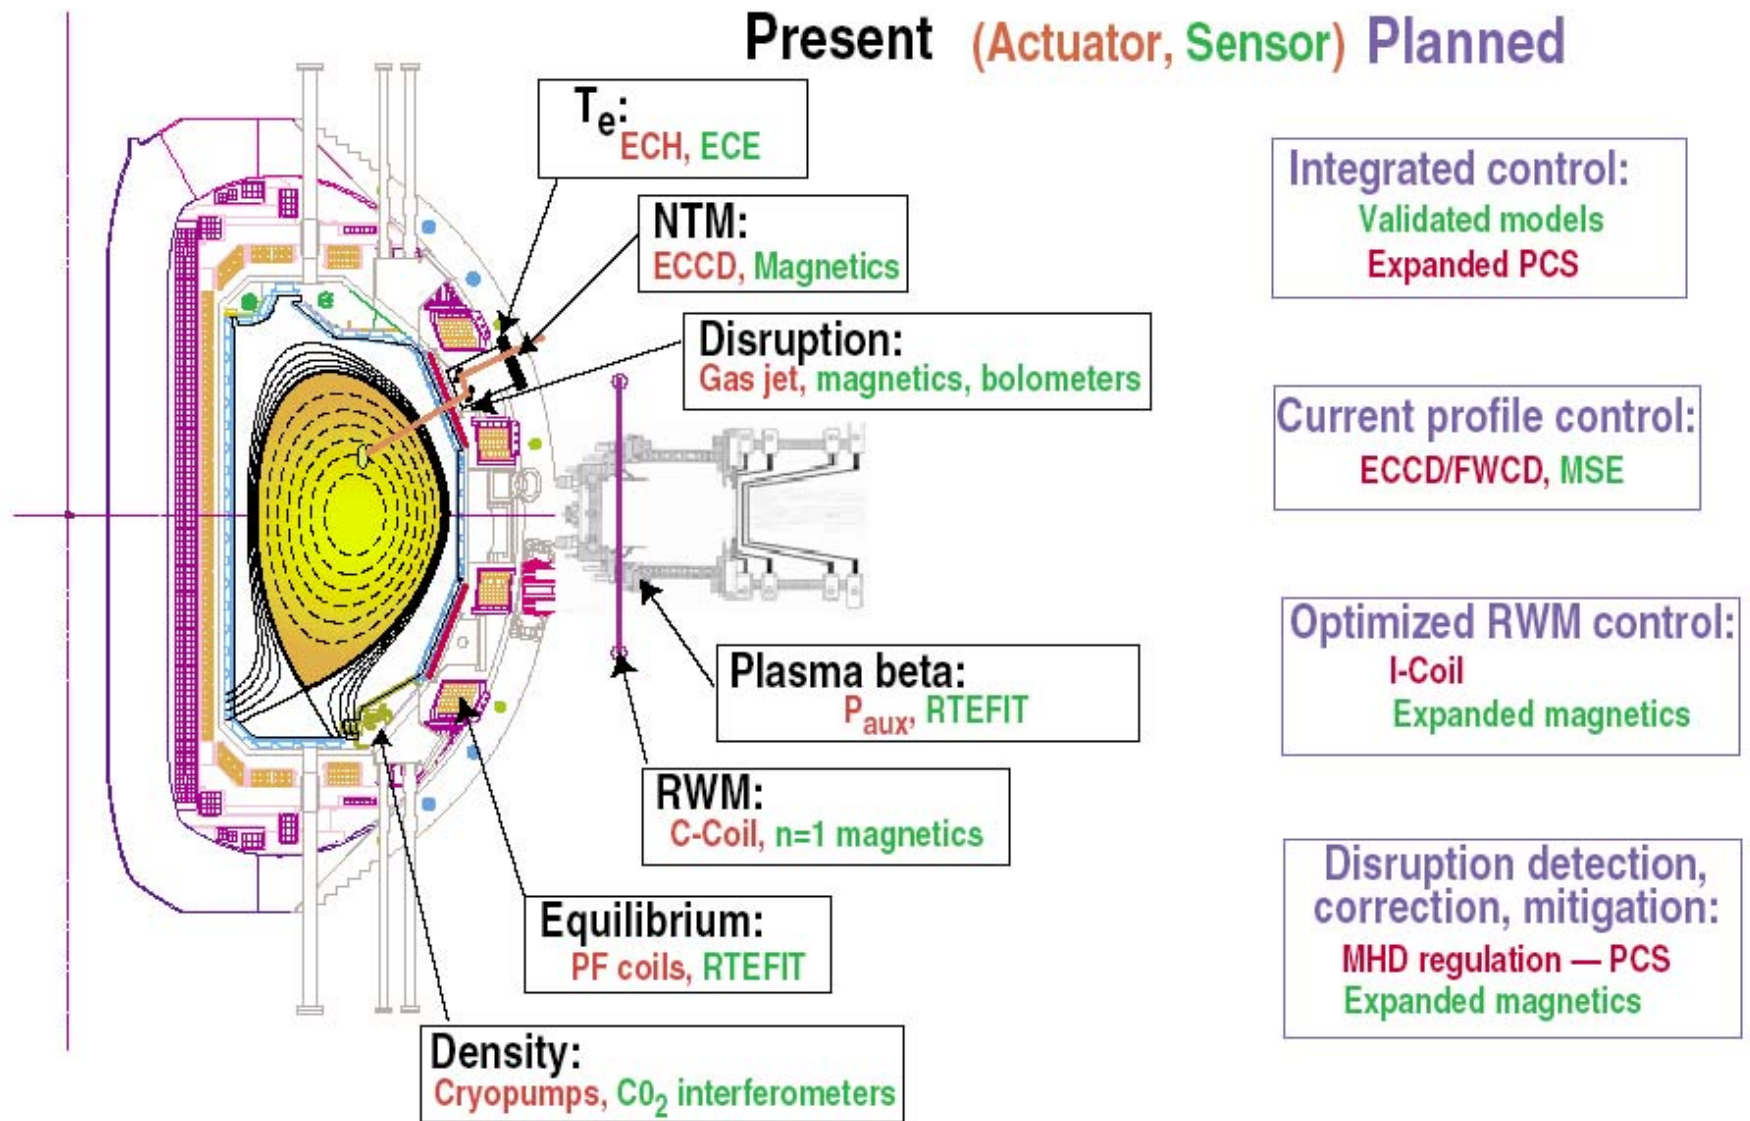 Present (Actuator, Sensor) Planned
Te:
ECH, ECE
NTM:
ECCD, Magnetics
Disruption:
Gas jet, magnetics, bolometers
Plasma beta:
Paux, RTEFIT
RWM:
C-Coil, n=1 magnetics
Equilibrium:
PF coils, RTEFIT
Density:
Cryopumps, C0₂ interferometers
Integrated control:
Validated models
Expanded PCS
Current profile control:
ECCD/FWCD, MSE
Optimized RWM control:
I-Coil
Expanded magnetics
Disruption detection,
correction, mitigation:
MHD regulation — PCS
Expanded magnetics